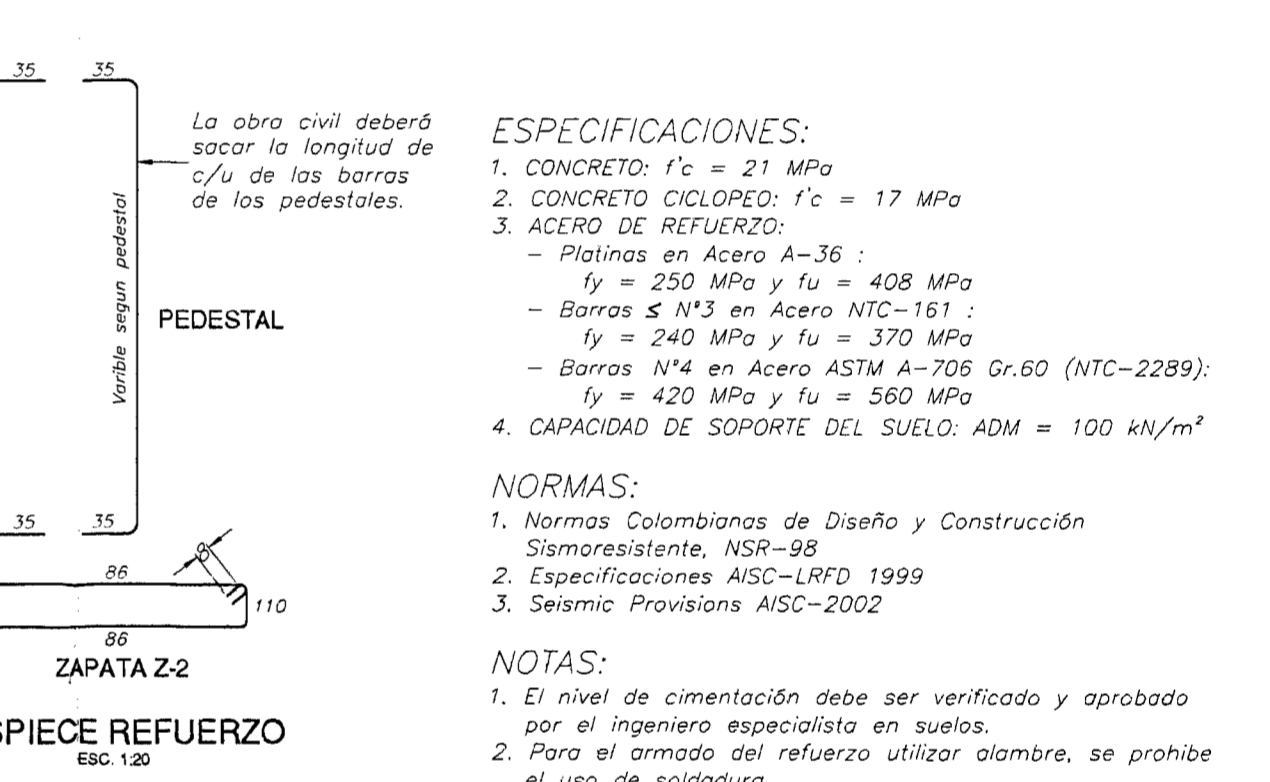 35
35
La obra civil deberá
sacar la longitud de
c/u de las barras
de los pedestales.
Varible segun pedestal
PEDESTAL
35
35
86
8
110
86
ZAPATA Z-2
PIECE REFUERZO
ESC. 1:20
ESPECIFICACIONES:
1. CONCRETO: f'c = 21 MPa
2. CONCRETO CICLOPEO: f'c = 17 MPa
3. ACERO DE REFUERZO:
– Platinas en Acero A–36 :
fy = 250 MPa y fu = 408 MPa
– Barras ≤ N°3 en Acero NTC–161 :
fy = 240 MPa y fu = 370 MPa
– Barras N°4 en Acero ASTM A–706 Gr.60 (NTC–2289):
fy = 420 MPa y fu = 560 MPa
4. CAPACIDAD DE SOPORTE DEL SUELO: ADM = 100 kN/m²
NORMAS:
1. Normas Colombianas de Diseño y Construcción
Sismoresistente, NSR–98
2. Especificaciones AISC–LRFD 1999
3. Seismic Provisions AISC–2002
NOTAS:
1. El nivel de cimentación debe ser verificado y aprobado
por el ingeniero especialista en suelos.
2. Para el armado del refuerzo utilizar alambre, se prohibe
el uso de soldadura